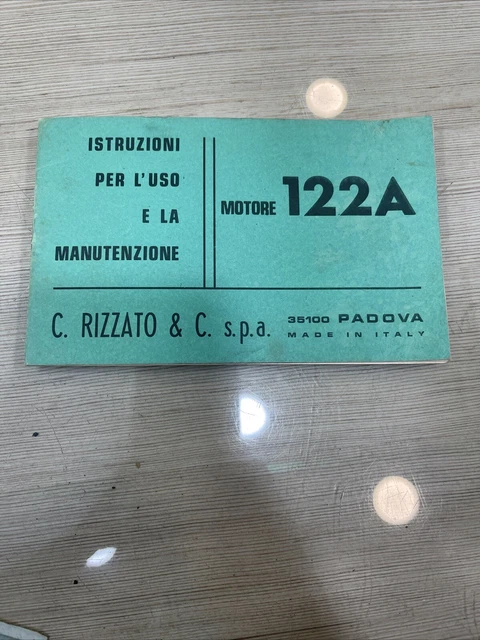 ISTRUZIONI
PER L'USO
E LA
MANUTENZIONE
MOTORE 122A
C. RIZZATO & C. s.p.a.
35100 PADOVA
MADE IN ITALY